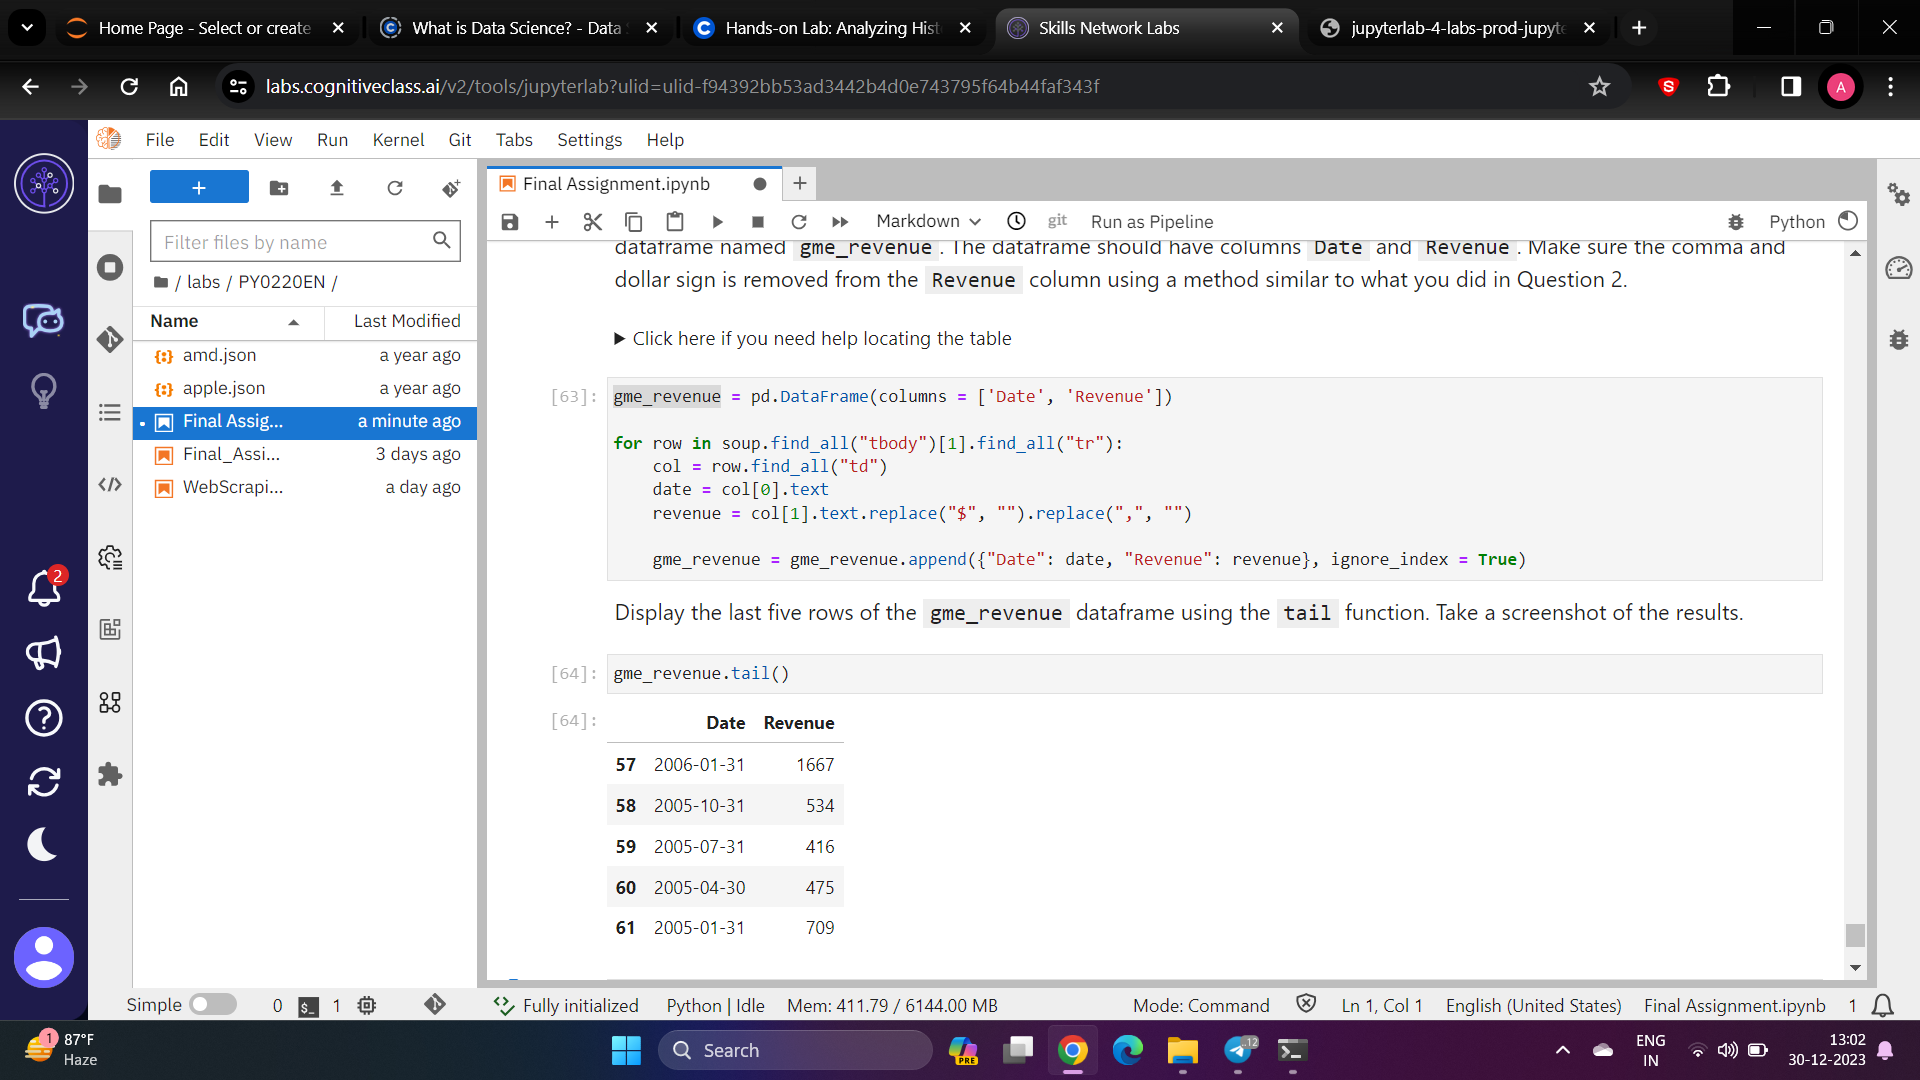 Home Page - Select or create
What is Data Science? - Data
Hands-on Lab: Analyzing Hist
Skills Network Labs
jupyterlab-4-labs-prod-jupyte
labs.cognitiveclass.ai/v2/tools/jupyterlab?ulid=ulid-f94392bb53ad3442b4d0e743795f64b44faf343f
A
File Edit View Run Kernel Git Tabs Settings Help
Final Assignment.ipynb
Markdown
git
Run as Pipeline
Python
Filter files by name
/ labs / PY0220EN /
Name
Last Modified
amd.json a year ago
apple.json a year ago
Final Assig... a minute ago
Final_Assi... 3 days ago
WebScrapi... a day ago
2
dataframe named gme_revenue . The dataframe should have columns Date and Revenue . Make sure the comma and
dollar sign is removed from the Revenue column using a method similar to what you did in Question 2.
Click here if you need help locating the table
[63]: gme_revenue = pd.DataFrame(columns = ['Date', 'Revenue'])
for row in soup.find_all("tbody")[1].find_all("tr"):
col = row.find_all("td")
date = col[0].text
revenue = col[1].text.replace("$", "").replace(",", "")
gme_revenue = gme_revenue.append({"Date": date, "Revenue": revenue}, ignore_index = True)
Display the last five rows of the gme_revenue dataframe using the tail function. Take a screenshot of the results.
[64]: gme_revenue.tail()
[64]: Date Revenue
57 2006-01-31 1667
58 2005-10-31 534
59 2005-07-31 416
60 2005-04-30 475
61 2005-01-31 709
Simple 0 $_ 1 Fully initialized Python | Idle Mem: 411.79 / 6144.00 MB Mode: Command Ln 1, Col 1 English (United States) Final Assignment.ipynb 1
1
87°F
Haze
Search
PRE
12
ENG
IN
13:02
30-12-2023